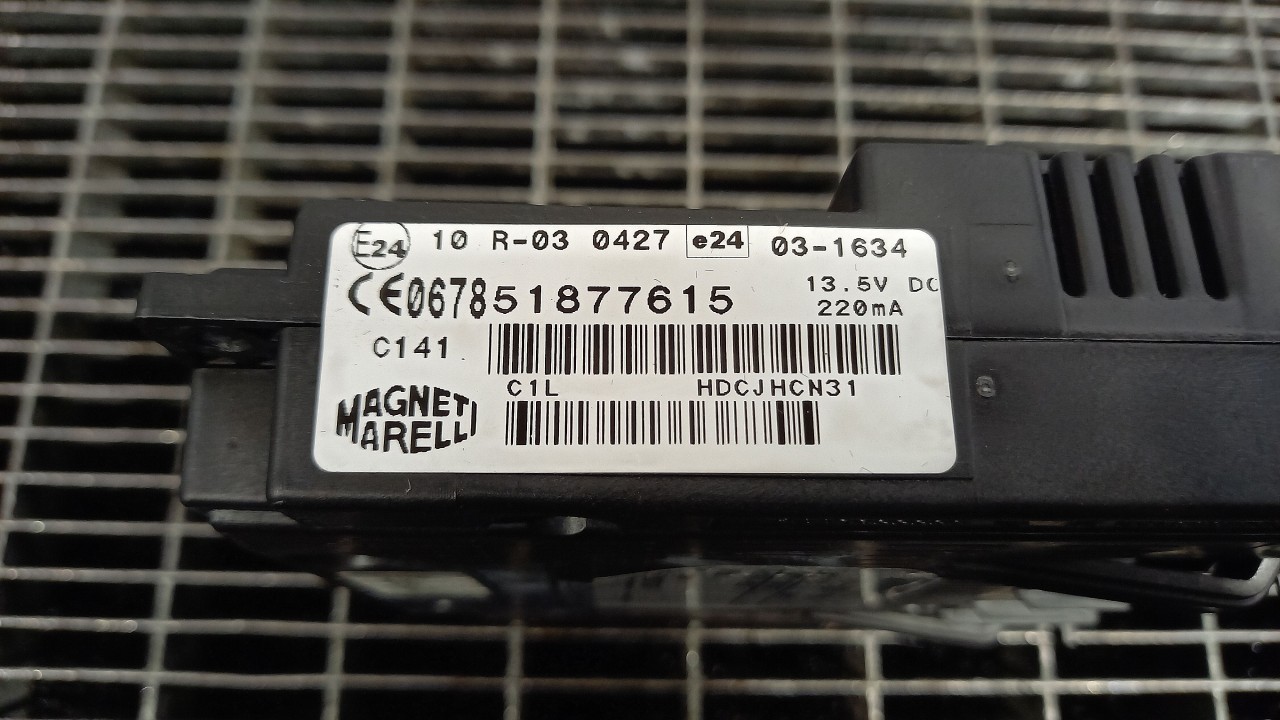 E24 10 R-03 0427 e24 03-1634
CE0678 51877615 13.5V DC
220mA
C141
C1L HDCJHCN31
MAGNETI
MARELLI